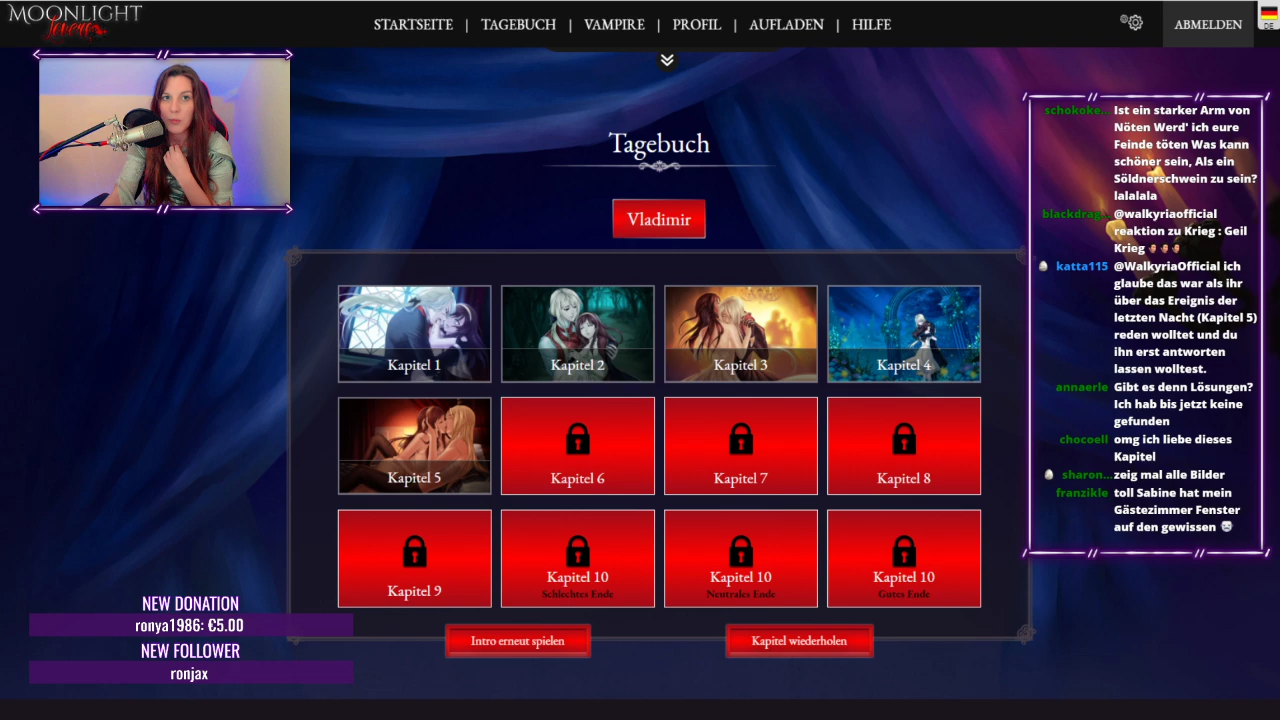 MOONLIGHT
Lovers
STARTSEITE | TAGEBUCH | VAMPIRE | PROFIL | AUFLADEN | HILFE
ABMELDEN
DE
Tagebuch
Vladimir
Kapitel 1
Kapitel 2
Kapitel 3
Kapitel 4
Kapitel 5
Kapitel 6
Kapitel 7
Kapitel 8
Kapitel 9
Kapitel 10
Schlechtes Ende
Kapitel 10
Neutrales Ende
Kapitel 10
Gutes Ende
Intro erneut spielen
Kapitel wiederholen
NEW DONATION
ronya1986: €5.00
NEW FOLLOWER
ronjax
schokoke... Ist ein starker Arm von
Nöten Werd' ich eure
Feinde töten Was kann
schöner sein, Als ein
Söldnerschwein zu sein?
lalalala
blackdrag... @walkyriaofficial
reaktion zu Krieg : Geil
Krieg
katta115 @WalkyriaOfficial ich
glaube das war als ihr
über das Ereignis der
letzten Nacht (Kapitel 5)
reden wolltet und du
ihn erst antworten
lassen wolltest.
annaerle Gibt es denn Lösungen?
Ich hab bis jetzt keine
gefunden
chocoell omg ich liebe dieses
Kapitel
sharon... zeig mal alle Bilder
franzikle toll Sabine hat mein
Gästezimmer Fenster
auf den gewissen